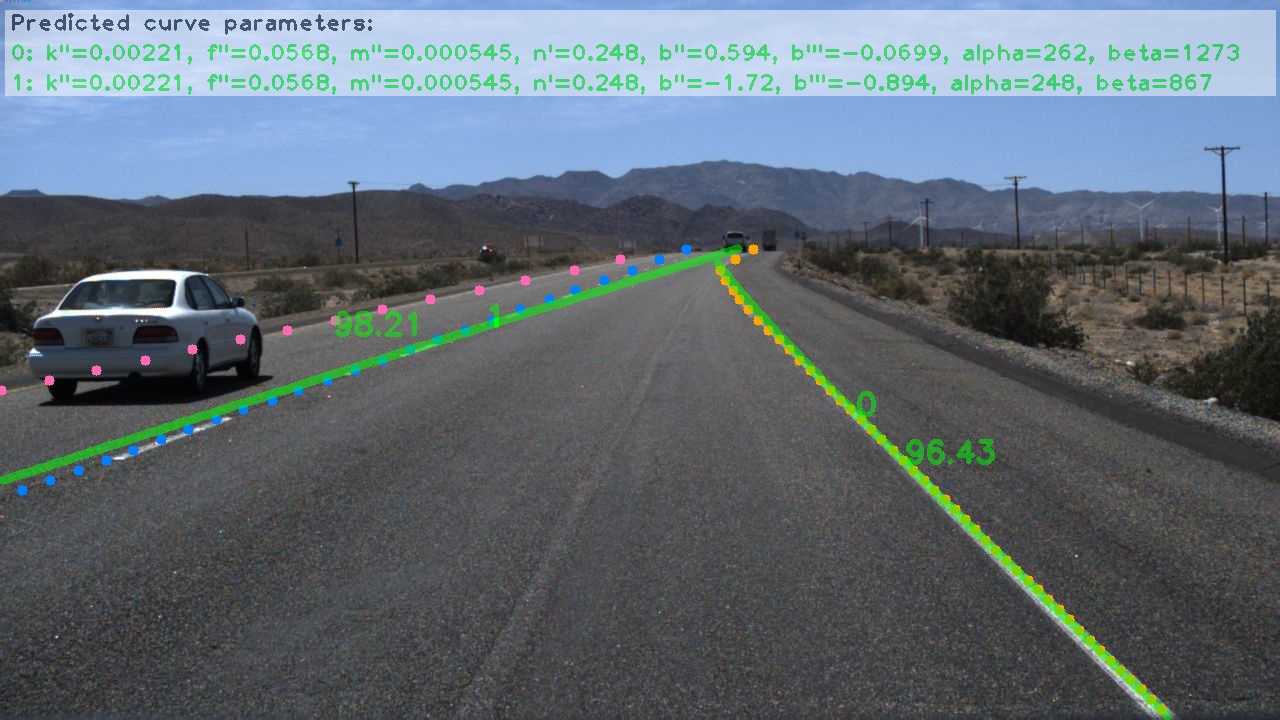 Predicted curve parameters:
0: k''=0.00221, f''=0.0568, m''=0.000545, n'=0.248, b''=0.594, b'''=−0.0699, alpha=262, beta=1273
1: k''=0.00221, f''=0.0568, m''=0.000545, n'=0.248, b''=−1.72, b'''=−0.894, alpha=248, beta=867
98.21
1
0
96.43